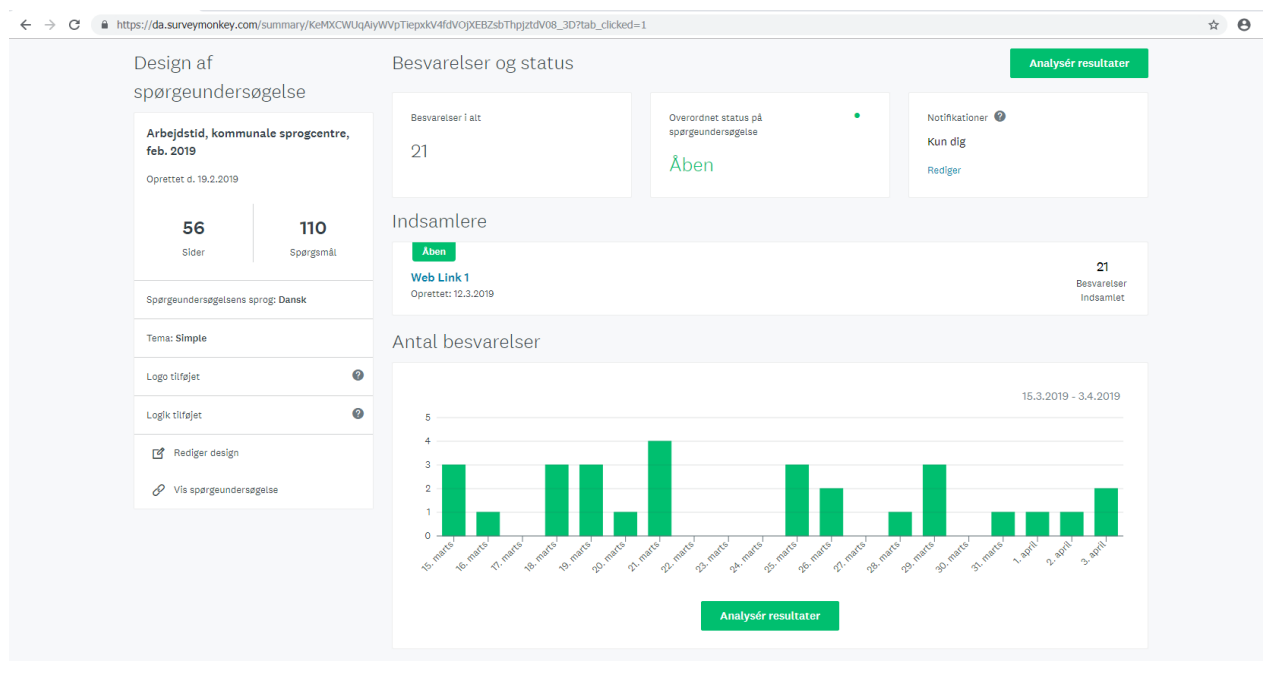 https://da.surveymonkey.com/summary/KeMXCWUqAiyWVpTiepxkV4fdVOjXEBZsbThpJztdV08_3D?tab_clicked=1
Design af
spørgeundersøgelse
Arbejdstid, kommunale sprogcentre,
feb. 2019
Oprettet d. 19.2.2019
56
Sider
110
Spørgsmål
Spørgeundersøgelsens sprog: Dansk
Tema: Simple
Logo tilføjet
Logik tilføjet
Rediger design
Vis spørgeundersøgelse
Besvarelser og status
Analysér resultater
Besvarelser i alt
21
Overordnet status på
spørgeundersøgelse
Åben
Notifikationer
Kun dig
Rediger
Indsamlere
Åben
Web Link 1
Oprettet: 12.3.2019
21
Besvarelser
Indsamlet
Antal besvarelser
15.3.2019 - 3.4.2019
5
4
3
2
1
0
15. marts
16. marts
17. marts
18. marts
19. marts
20. marts
21. marts
22. marts
23. marts
24. marts
25. marts
26. marts
27. marts
28. marts
29. marts
30. marts
31. marts
1. april
2. april
3. april
Analysér resultater